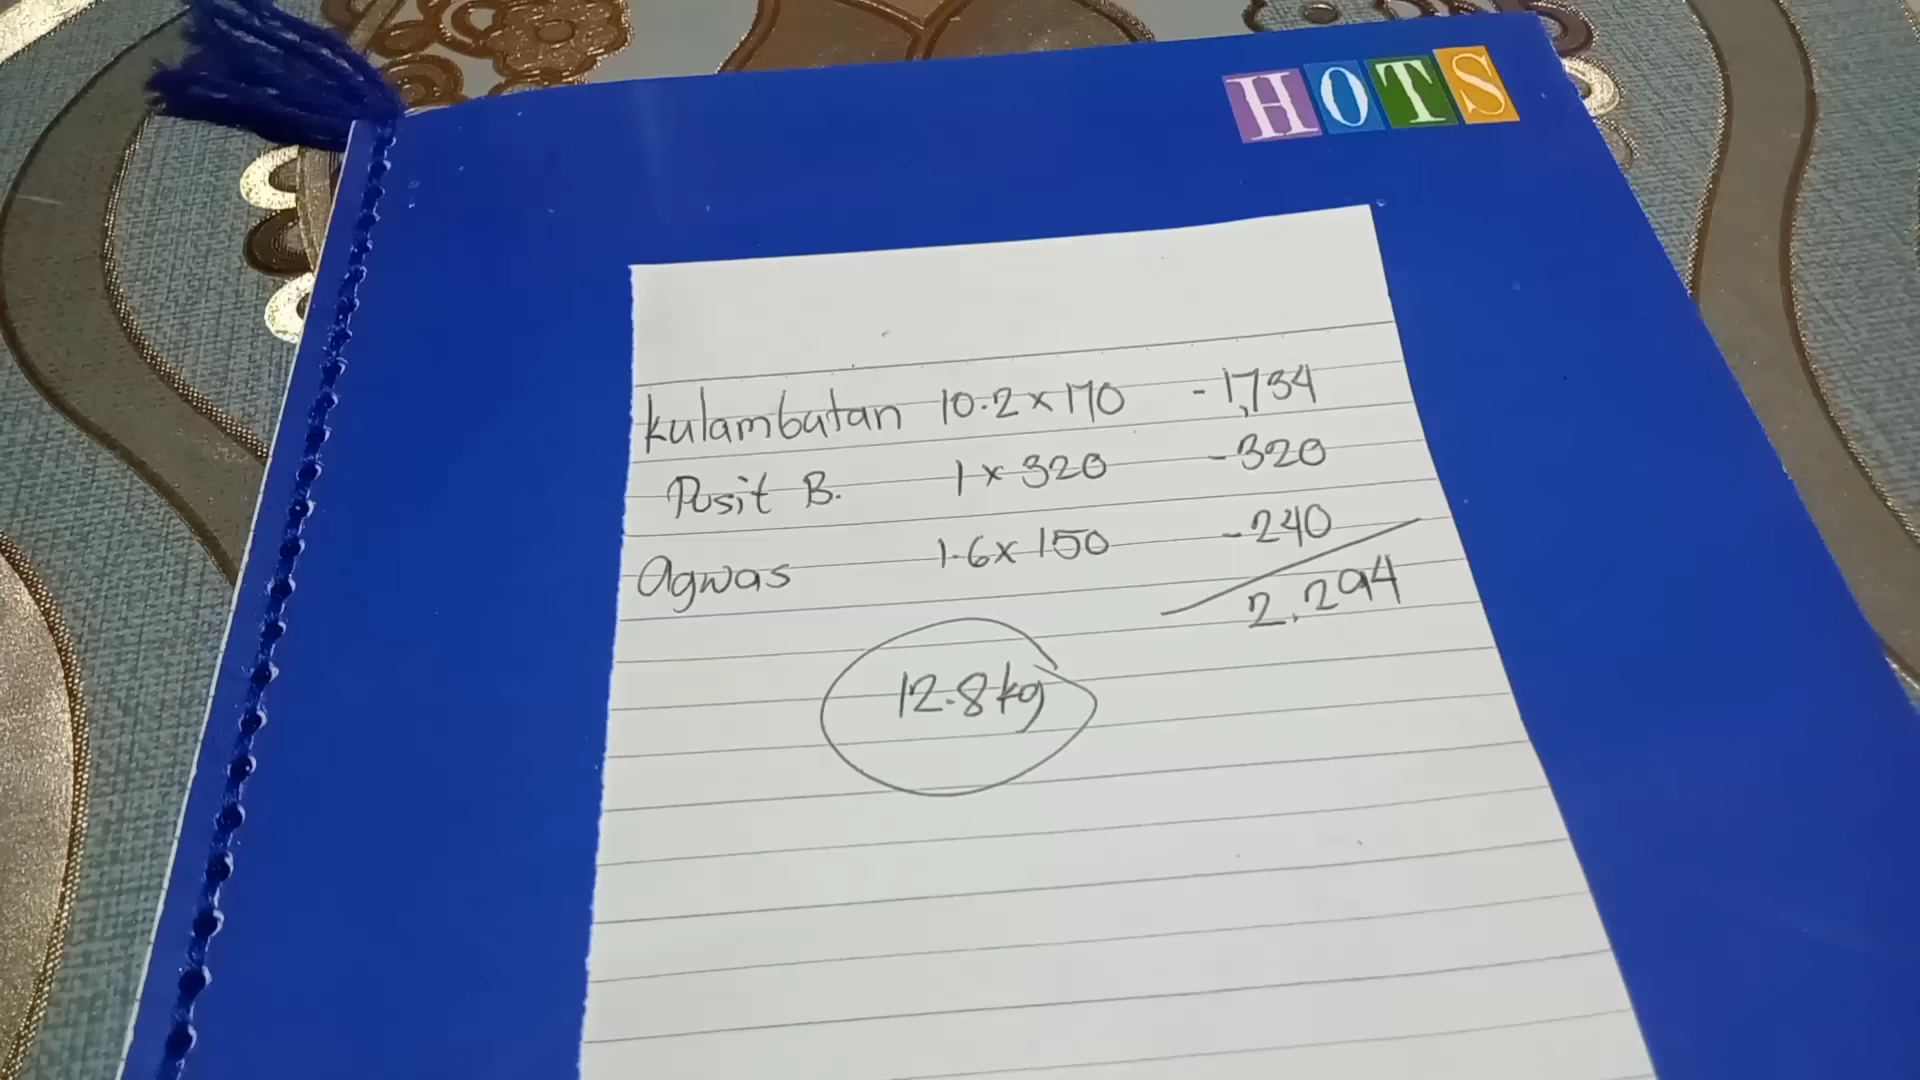 HOTS
Kulambutan 10.2 x 170 - 1,734
Pusit B. 1 x 320 - 320
Agwas 1.6 x 150 - 240
2,294
12.8 kg